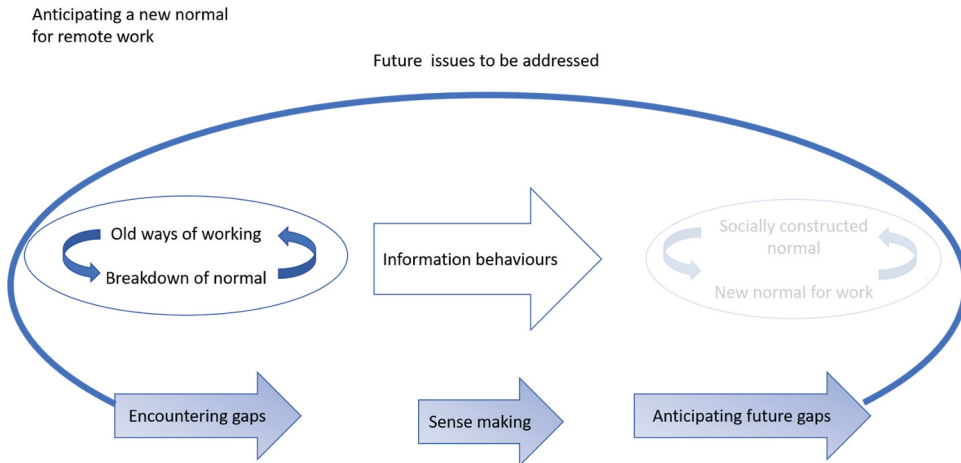 Anticipating a new normal
for remote work
Future issues to be addressed
Old ways of working
Breakdown of normal
Information behaviours
Socially constructed
normal
New normal for work
Encountering gaps
Sense making
Anticipating future gaps